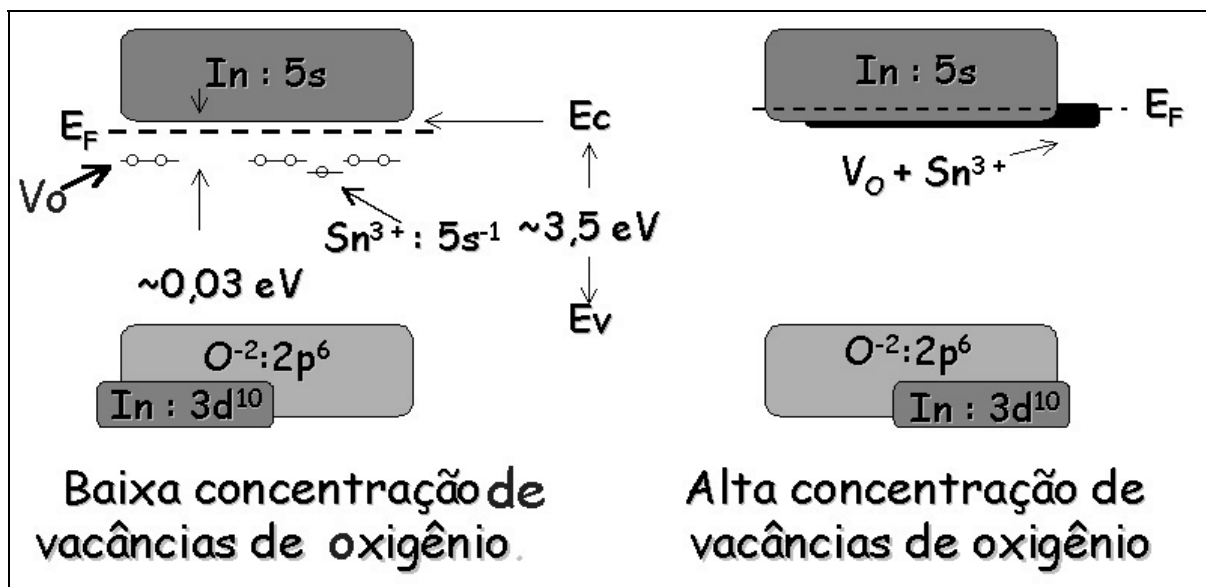 In : 5s
E_F
Vo
Sn³⁺ : 5s⁻¹
~0,03 eV
Ec
~3,5 eV
Ev
O⁻²:2p⁶
In : 3d¹⁰
Baixa concentração de
vacâncias de oxigênio.
In : 5s
E_F
V_O + Sn³⁺
O⁻²:2p⁶
In : 3d¹⁰
Alta concentração de
vacâncias de oxigênio